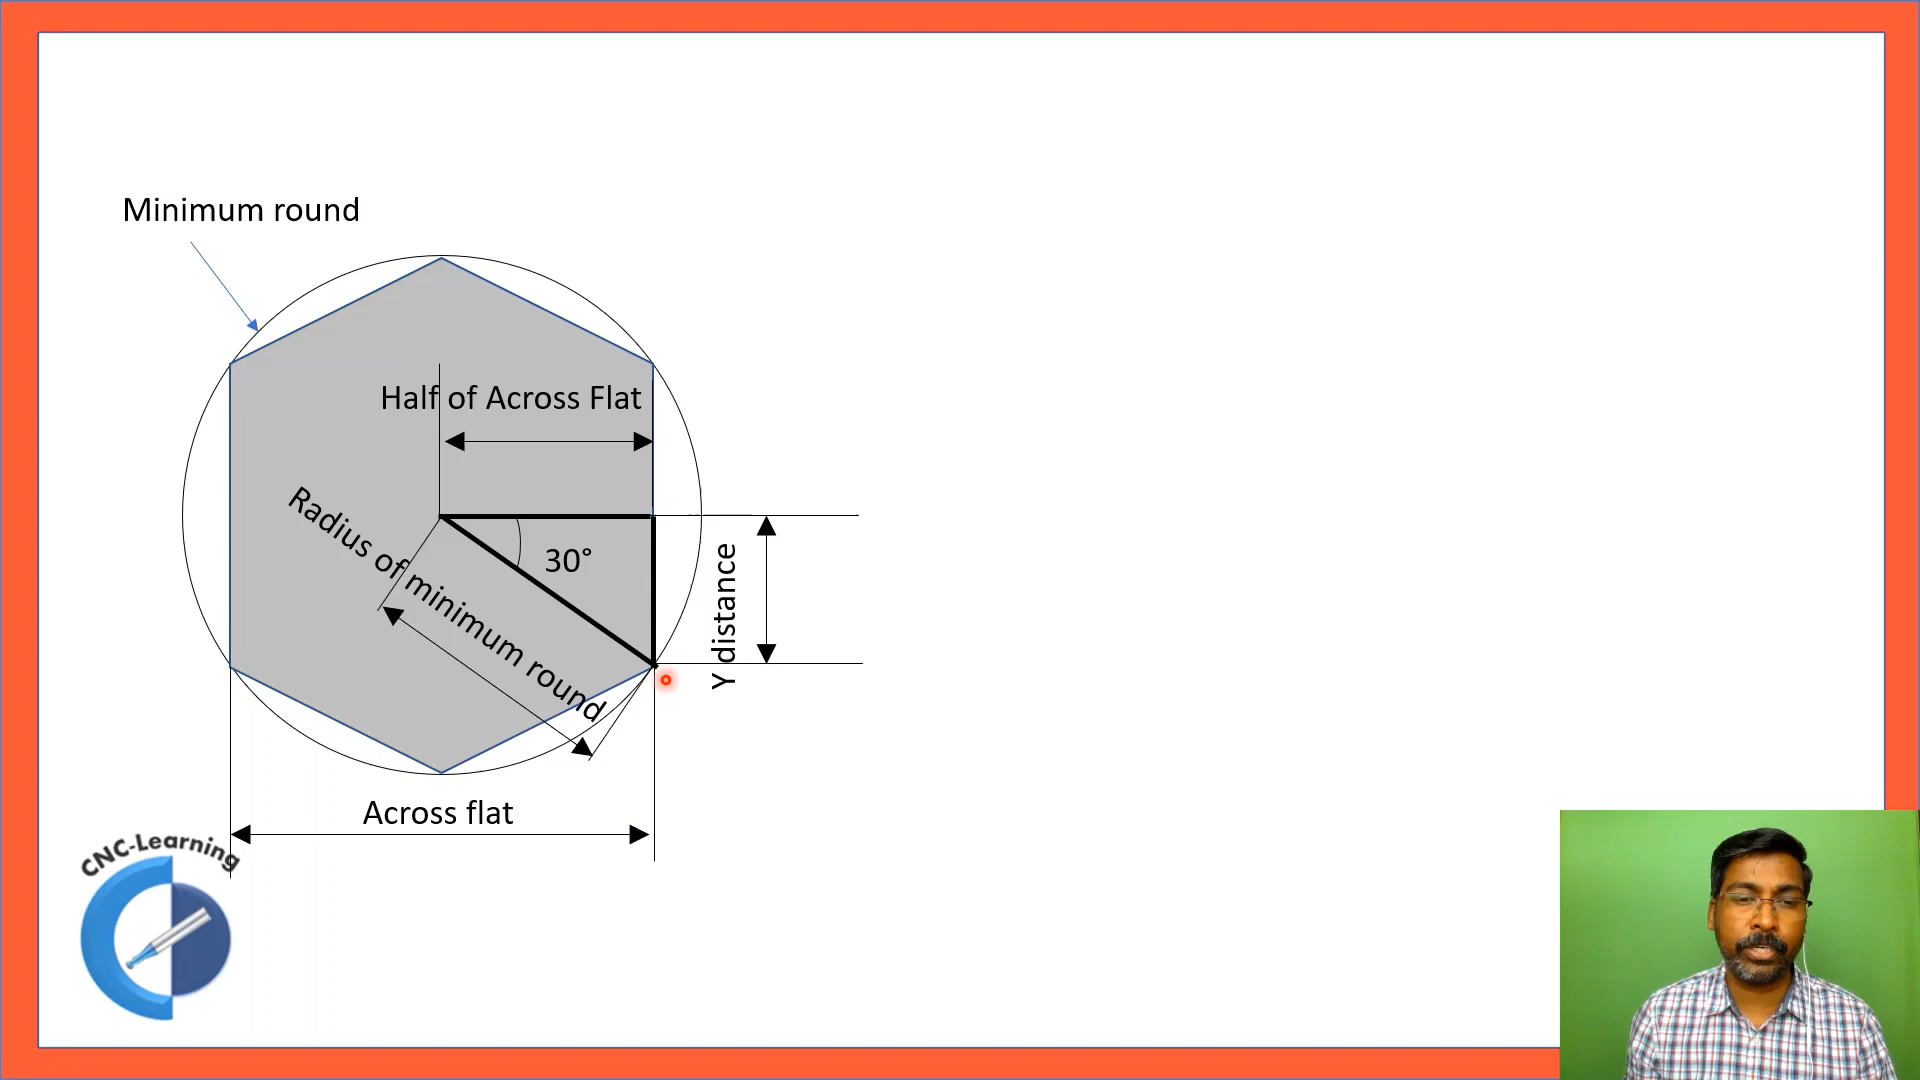 Minimum round
Half of Across Flat
Radius of minimum round
30°
Y distance
Across flat
CNC-Learning